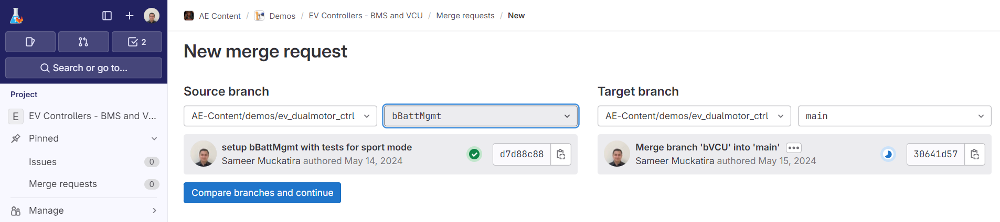 AE Content / Demos / EV Controllers - BMS and VCU / Merge requests / New
2
Search or go to...
Project
E EV Controllers - BMS and V...
Pinned
Issues 0
Merge requests 0
Manage
New merge request
Source branch
AE-Content/demos/ev_dualmotor_ctrl
bBattMgmt
setup bBattMgmt with tests for sport mode
Sameer Muckatira authored May 14, 2024
d7d88c88
Target branch
AE-Content/demos/ev_dualmotor_ctrl
main
Merge branch 'bVCU' into 'main'
Sameer Muckatira authored May 15, 2024
30641d57
Compare branches and continue